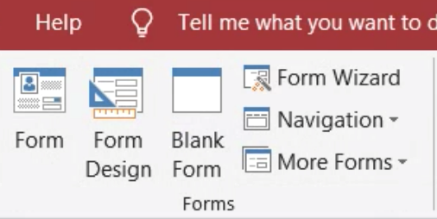 Help Tell me what you want to d
Form
Form Design
Blank Form
Form Wizard
Navigation
More Forms
Forms